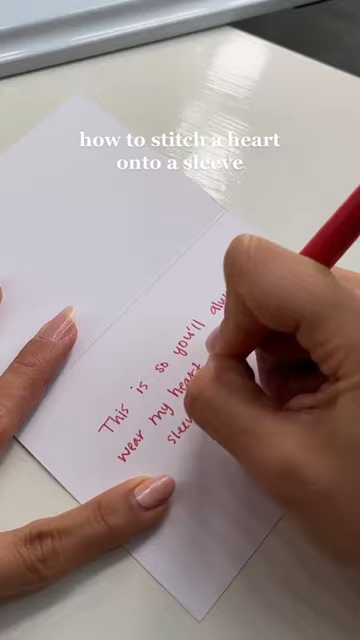 how to stitch a heart
onto a sleeve
This is so you'll
wear my heart